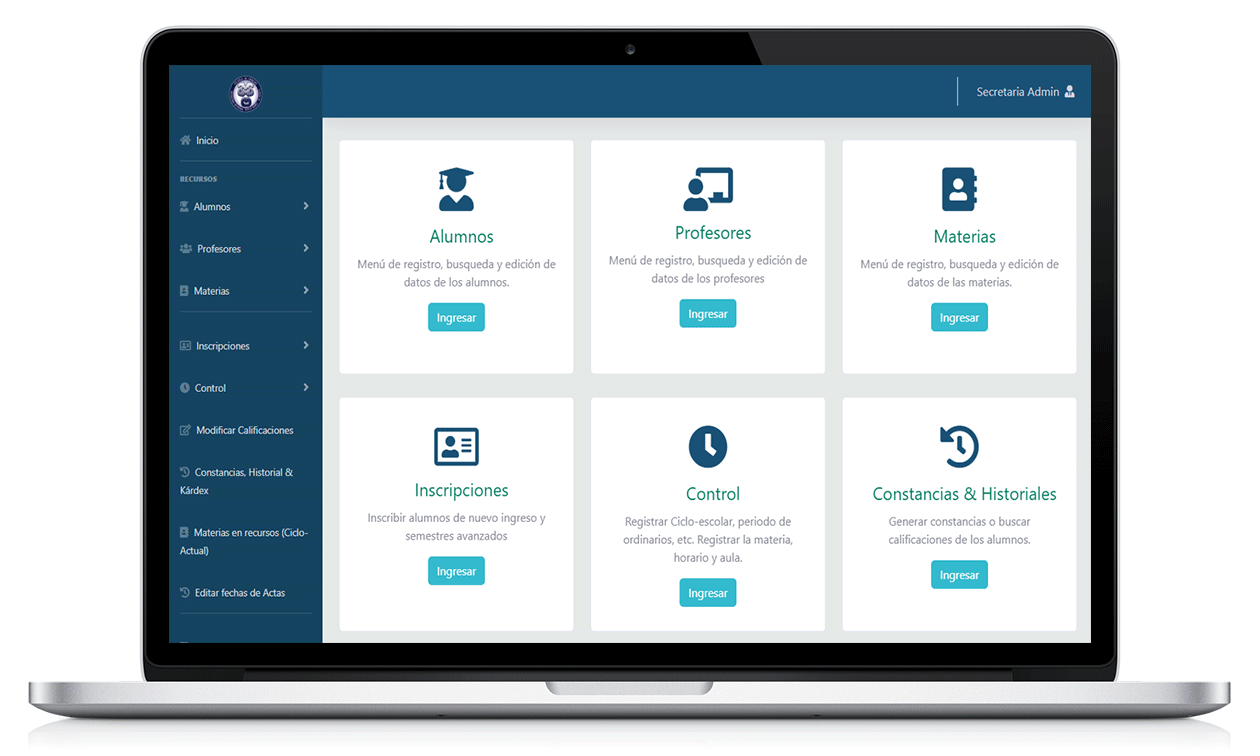 Secretaria Admin
Inicio
RECURSOS
Alumnos
Profesores
Materias
Inscripciones
Control
Modificar Calificaciones
Constancias, Historial &
Kárdex
Materias en recursos (Ciclo-
Actual)
Editar fechas de Actas
Alumnos
Menú de registro, busqueda y edición de
datos de los alumnos.
Ingresar
Profesores
Menú de registro, busqueda y edición de
datos de los profesores
Ingresar
Materias
Menú de registro, busqueda y edición de
datos de las materias.
Ingresar
Inscripciones
Inscribir alumnos de nuevo ingreso y
semestres avanzados
Ingresar
Control
Registrar Ciclo-escolar, periodo de
ordinarios, etc. Registrar la materia,
horario y aula.
Ingresar
Constancias & Historiales
Generar constancias o buscar
calificaciones de los alumnos.
Ingresar